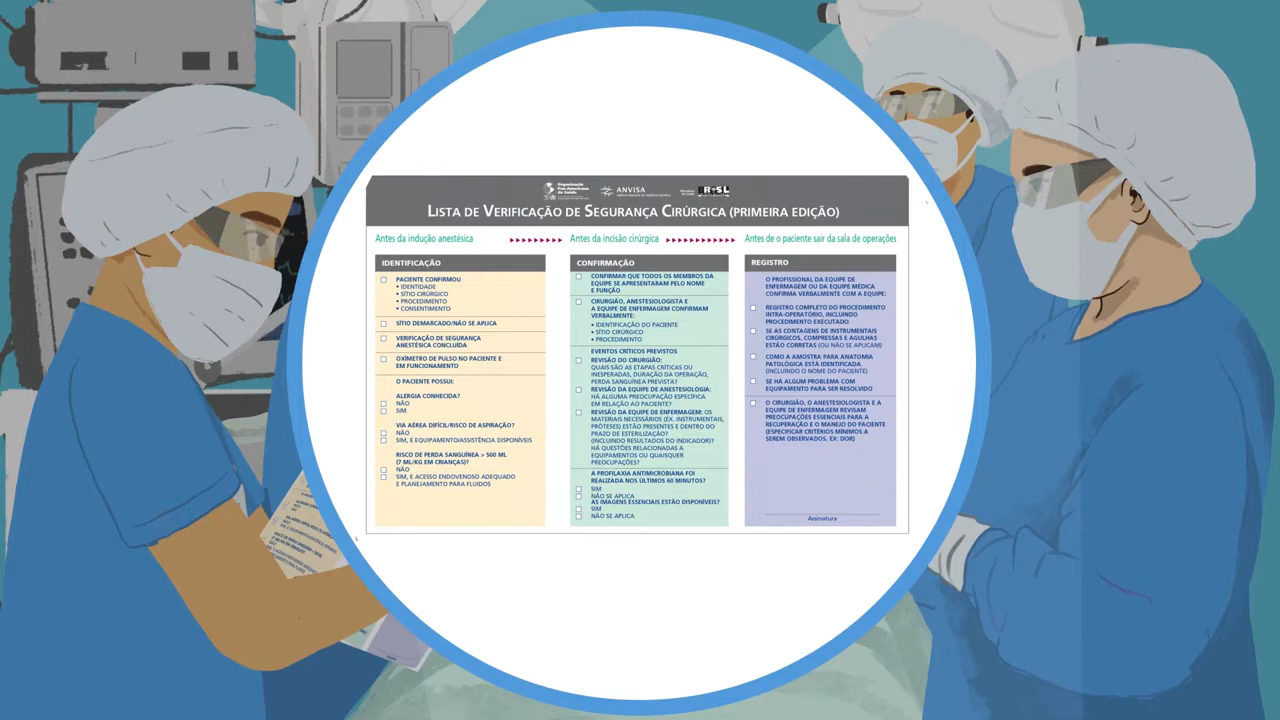 Organização
Pan-Americana
da Saúde
ANVISA
Agência Nacional de Vigilância Sanitária
Ministério
da Saúde
BRASIL
LISTA DE VERIFICAÇÃO DE SEGURANÇA CIRÚRGICA (PRIMEIRA EDIÇÃO)
Antes da indução anestésica
Antes da incisão cirúrgica
Antes de o paciente sair da sala de operações
IDENTIFICAÇÃO
PACIENTE CONFIRMOU
• IDENTIDADE
• SÍTIO CIRÚRGICO
• PROCEDIMENTO
• CONSENTIMENTO
SÍTIO DEMARCADO/NÃO SE APLICA
VERIFICAÇÃO DE SEGURANÇA
ANESTÉSICA CONCLUÍDA
OXÍMETRO DE PULSO NO PACIENTE E
EM FUNCIONAMENTO
O PACIENTE POSSUI:
ALERGIA CONHECIDA?
NÃO
SIM
VIA AÉREA DIFÍCIL/RISCO DE ASPIRAÇÃO?
NÃO
SIM, E EQUIPAMENTO/ASSISTÊNCIA DISPONÍVEIS
RISCO DE PERDA SANGUÍNEA > 500 ML
(7 ML/KG EM CRIANÇAS)?
NÃO
SIM, E ACESSO ENDOVENOSO ADEQUADO
E PLANEJAMENTO PARA FLUIDOS
CONFIRMAÇÃO
CONFIRMAR QUE TODOS OS MEMBROS DA
EQUIPE SE APRESENTARAM PELO NOME
E FUNÇÃO
CIRURGIÃO, ANESTESIOLOGISTA E
A EQUIPE DE ENFERMAGEM CONFIRMAM
VERBALMENTE:
• IDENTIFICAÇÃO DO PACIENTE
• SÍTIO CIRÚRGICO
• PROCEDIMENTO
EVENTOS CRÍTICOS PREVISTOS
REVISÃO DO CIRURGIÃO:
QUAIS SÃO AS ETAPAS CRÍTICAS OU
INESPERADAS, DURAÇÃO DA OPERAÇÃO,
PERDA SANGUÍNEA PREVISTA?
REVISÃO DA EQUIPE DE ANESTESIOLOGIA:
HÁ ALGUMA PREOCUPAÇÃO ESPECÍFICA
EM RELAÇÃO AO PACIENTE?
REVISÃO DA EQUIPE DE ENFERMAGEM: OS
MATERIAIS NECESSÁRIOS (EX. INSTRUMENTAIS,
PRÓTESES) ESTÃO PRESENTES E DENTRO DO
PRAZO DE ESTERILIZAÇÃO?
(INCLUINDO RESULTADOS DO INDICADOR)?
HÁ QUESTÕES RELACIONADAS A
EQUIPAMENTOS OU QUAISQUER
PREOCUPAÇÕES?
A PROFILAXIA ANTIMICROBIANA FOI
REALIZADA NOS ÚLTIMOS 60 MINUTOS?
SIM
NÃO SE APLICA
AS IMAGENS ESSENCIAIS ESTÃO DISPONÍVEIS?
SIM
NÃO SE APLICA
REGISTRO
O PROFISSIONAL DA EQUIPE DE
ENFERMAGEM OU DA EQUIPE MÉDICA
CONFIRMA VERBALMENTE COM A EQUIPE:
REGISTRO COMPLETO DO PROCEDIMENTO
INTRA-OPERATÓRIO, INCLUINDO
PROCEDIMENTO EXECUTADO
SE AS CONTAGENS DE INSTRUMENTAIS
CIRÚRGICOS, COMPRESSAS E AGULHAS
ESTÃO CORRETAS (OU NÃO SE APLICAM)
COMO A AMOSTRA PARA ANATOMIA
PATOLÓGICA ESTÁ IDENTIFICADA
(INCLUINDO O NOME DO PACIENTE)
SE HÁ ALGUM PROBLEMA COM
EQUIPAMENTO PARA SER RESOLVIDO
O CIRURGIÃO, O ANESTESIOLOGISTA E A
EQUIPE DE ENFERMAGEM REVISAM
PREOCUPAÇÕES ESSENCIAIS PARA A
RECUPERAÇÃO E O MANEJO DO PACIENTE
(ESPECIFICAR CRITÉRIOS MÍNIMOS A
SEREM OBSERVADOS. EX: DOR)
Assinatura